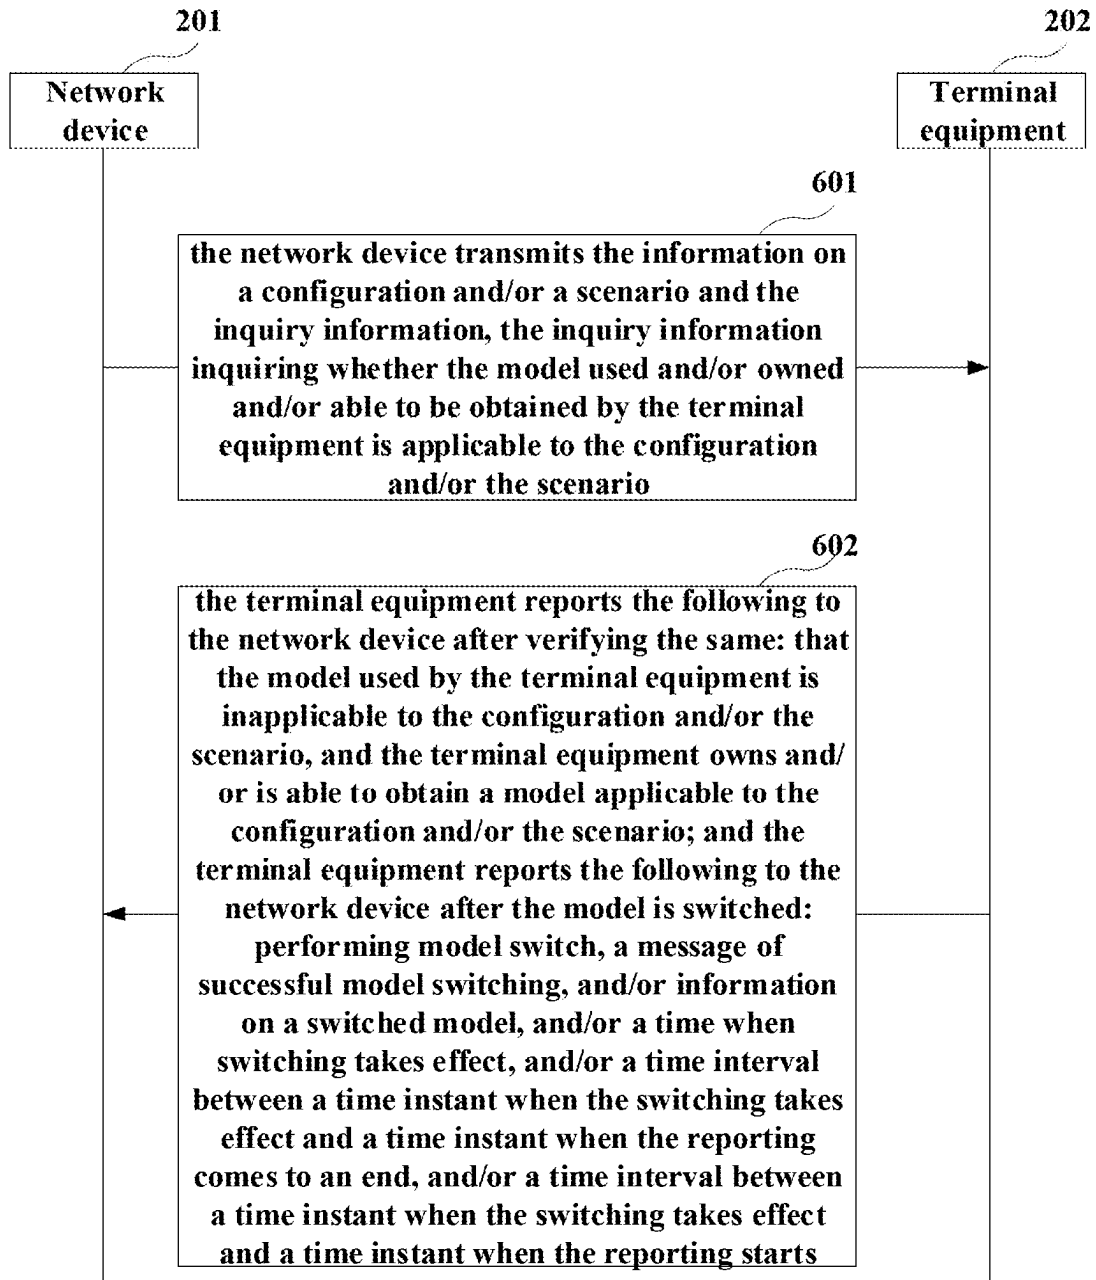 201
202
Network
device
Terminal
equipment
601
the network device transmits the information on
a configuration and/or a scenario and the
inquiry information, the inquiry information
inquiring whether the model used and/or owned
and/or able to be obtained by the terminal
equipment is applicable to the configuration
and/or the scenario
602
the terminal equipment reports the following to
the network device after verifying the same: that
the model used by the terminal equipment is
inapplicable to the configuration and/or the
scenario, and the terminal equipment owns and/
or is able to obtain a model applicable to the
configuration and/or the scenario; and the
terminal equipment reports the following to the
network device after the model is switched:
performing model switch, a message of
successful model switching, and/or information
on a switched model, and/or a time when
switching takes effect, and/or a time interval
between a time instant when the switching takes
effect and a time instant when the reporting
comes to an end, and/or a time interval between
a time instant when the switching takes effect
and a time instant when the reporting starts